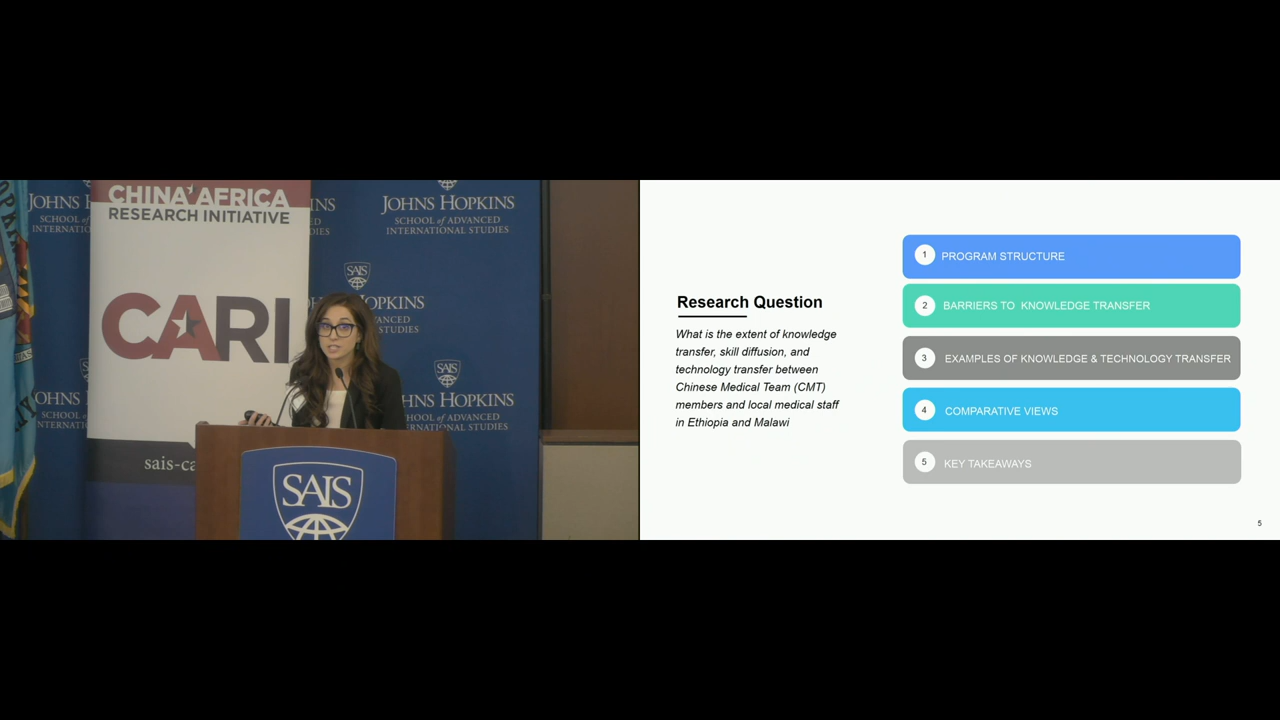 CHINA AFRICA
RESEARCH INITIATIVE
CARI
sais-ca
JOHNS HOPKINS
SCHOOL of ADVANCED
INTERNATIONAL STUDIES
SAIS
SAIS
Research Question
What is the extent of knowledge
transfer, skill diffusion, and
technology transfer between
Chinese Medical Team (CMT)
members and local medical staff
in Ethiopia and Malawi
1 PROGRAM STRUCTURE
2 BARRIERS TO KNOWLEDGE TRANSFER
3 EXAMPLES OF KNOWLEDGE & TECHNOLOGY TRANSFER
4 COMPARATIVE VIEWS
5 KEY TAKEAWAYS
5